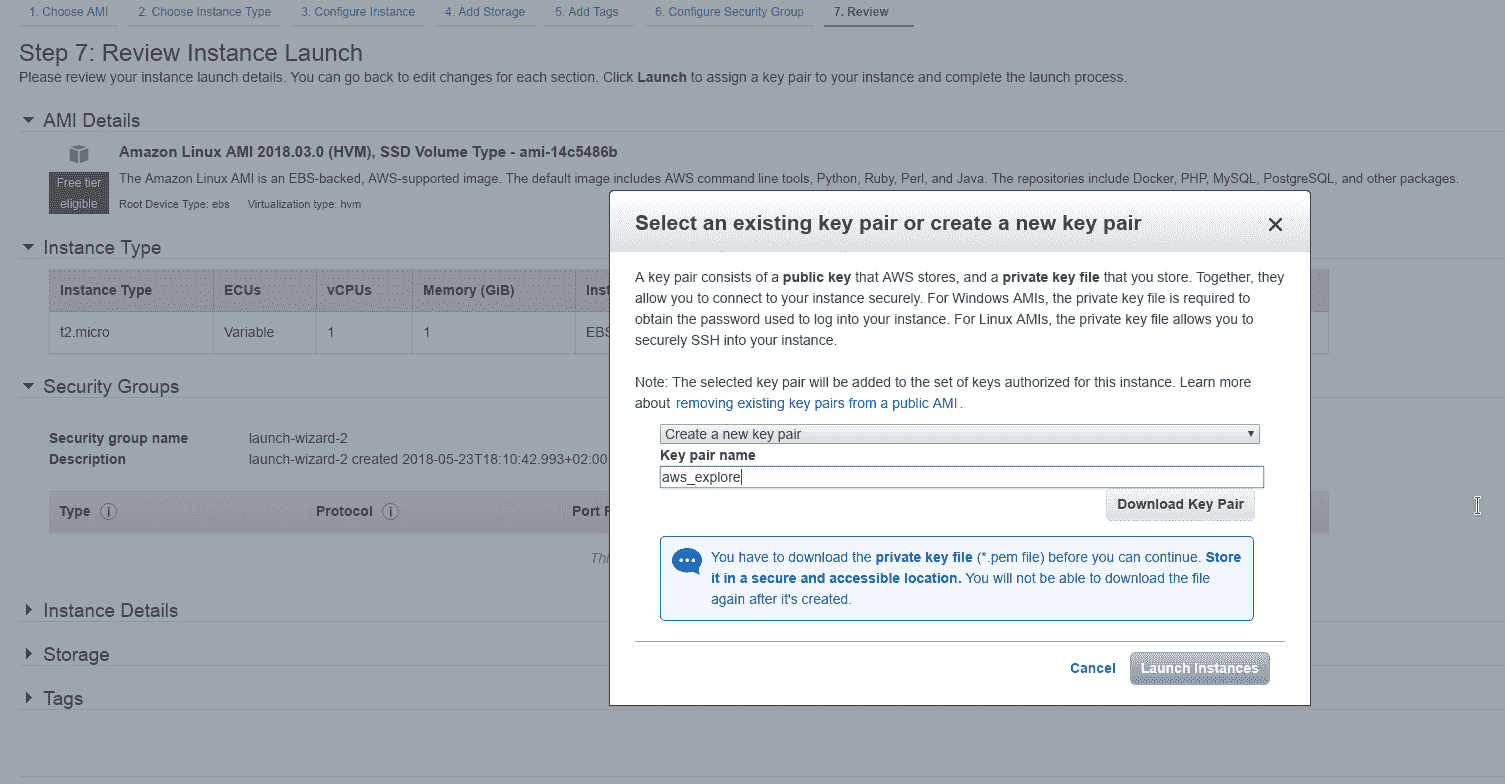 1. Choose AMI 2. Choose Instance Type 3. Configure Instance 4. Add Storage 5. Add Tags 6. Configure Security Group 7. Review
Step 7: Review Instance Launch
Please review your instance launch details. You can go back to edit changes for each section. Click Launch to assign a key pair to your instance and complete the launch process.
AMI Details
Amazon Linux AMI 2018.03.0 (HVM), SSD Volume Type - ami-14c5486b
Free tier
eligible
The Amazon Linux AMI is an EBS-backed, AWS-supported image. The default image includes AWS command line tools, Python, Ruby, Perl, and Java. The repositories include Docker, PHP, MySQL, PostgreSQL, and other packages.
Root Device Type: ebs Virtualization type: hvm
Instance Type
Instance Type ECUs vCPUs Memory (GiB) Inst
t2.micro Variable 1 1 EBS
Security Groups
Security group name launch-wizard-2
Description launch-wizard-2 created 2018-05-23T18:10:42.993+02:00
Type Protocol Port
Thi
Instance Details
Storage
Tags
Select an existing key pair or create a new key pair
A key pair consists of a public key that AWS stores, and a private key file that you store. Together, they
allow you to connect to your instance securely. For Windows AMIs, the private key file is required to
obtain the password used to log into your instance. For Linux AMIs, the private key file allows you to
securely SSH into your instance.
Note: The selected key pair will be added to the set of keys authorized for this instance. Learn more
about removing existing key pairs from a public AMI .
Create a new key pair
Key pair name
aws_explore
Download Key Pair
You have to download the private key file (*.pem file) before you can continue. Store
it in a secure and accessible location. You will not be able to download the file
again after it's created.
Cancel Launch Instances